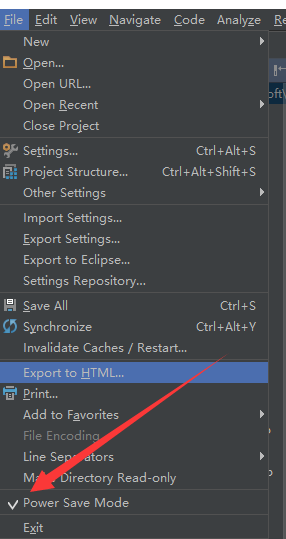 File Edit View Navigate Code Analyze R
New
Open...
Open URL...
Open Recent
Close Project
Settings... Ctrl+Alt+S
Project Structure... Ctrl+Alt+Shift+S
Other Settings
Import Settings...
Export Settings...
Export to Eclipse...
Settings Repository...
Save All Ctrl+S
Synchronize Ctrl+Alt+Y
Invalidate Caches / Restart...
Export to HTML...
Print...
Add to Favorites
File Encoding
Line Separators
Directory Read-only
Power Save Mode
Exit